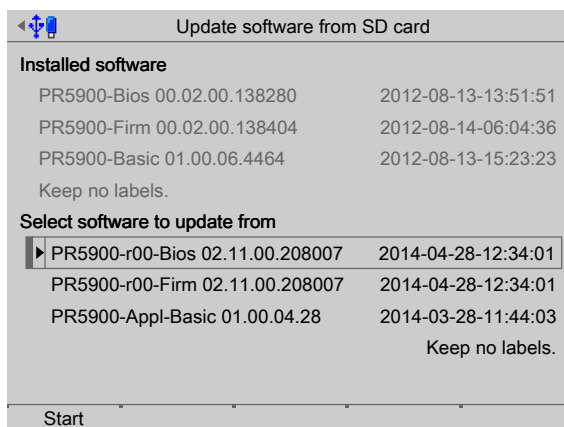 Update software from SD card
Installed software
PR5900-Bios 00.02.00.138280 2012-08-13-13:51:51
PR5900-Firm 00.02.00.138404 2012-08-14-06:04:36
PR5900-Basic 01.00.06.4464 2012-08-13-15:23:23
Keep no labels.
Select software to update from
PR5900-r00-Bios 02.11.00.208007 2014-04-28-12:34:01
PR5900-r00-Firm 02.11.00.208007 2014-04-28-12:34:01
PR5900-Appl-Basic 01.00.04.28 2014-03-28-11:44:03
Keep no labels.
Start